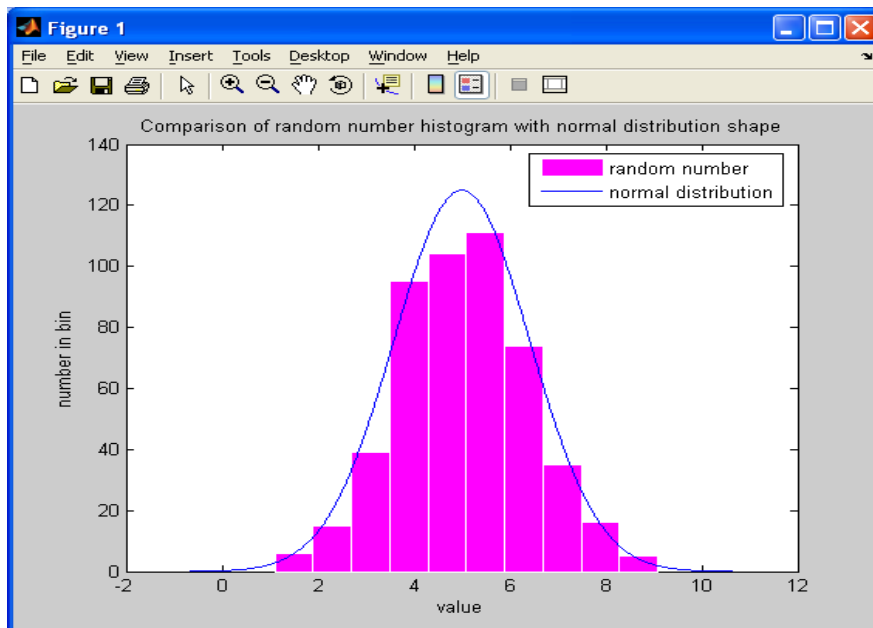 Figure 1
File Edit View Insert Tools Desktop Window Help
Comparison of random number histogram with normal distribution shape
random number
normal distribution
number in bin
140
120
100
80
60
40
20
0
-2 0 2 4 6 8 10 12
value